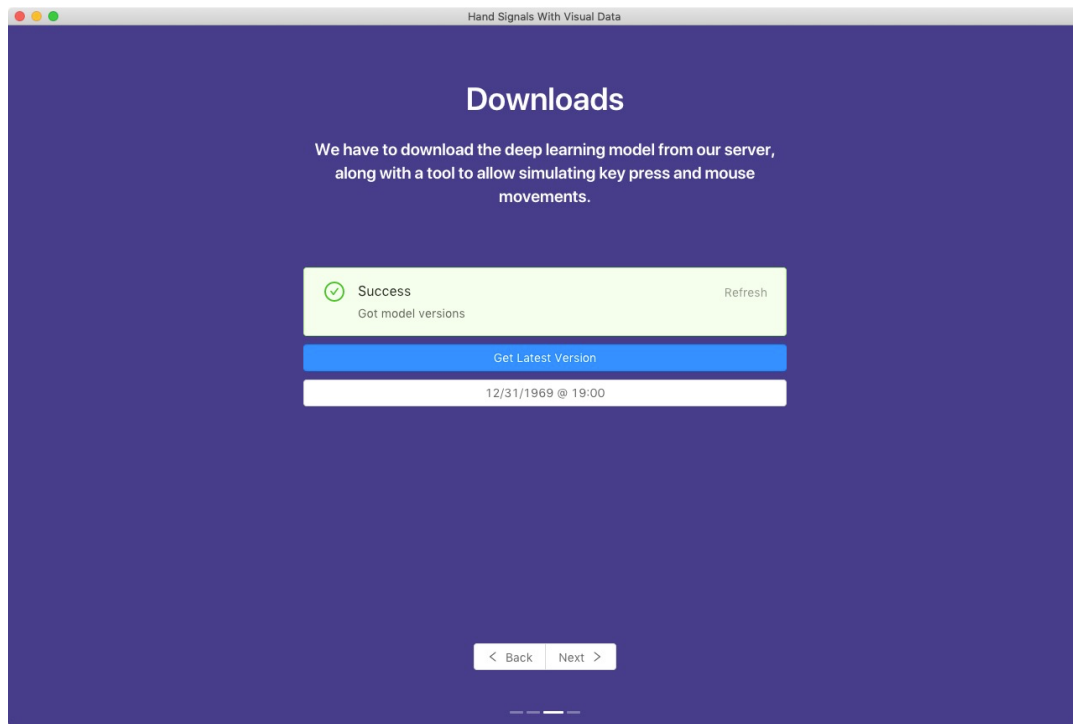 Hand Signals With Visual Data
Downloads
We have to download the deep learning model from our server,
along with a tool to allow simulating key press and mouse
movements.
Success
Refresh
Got model versions
Get Latest Version
12/31/1969 @ 19:00
< Back
Next >